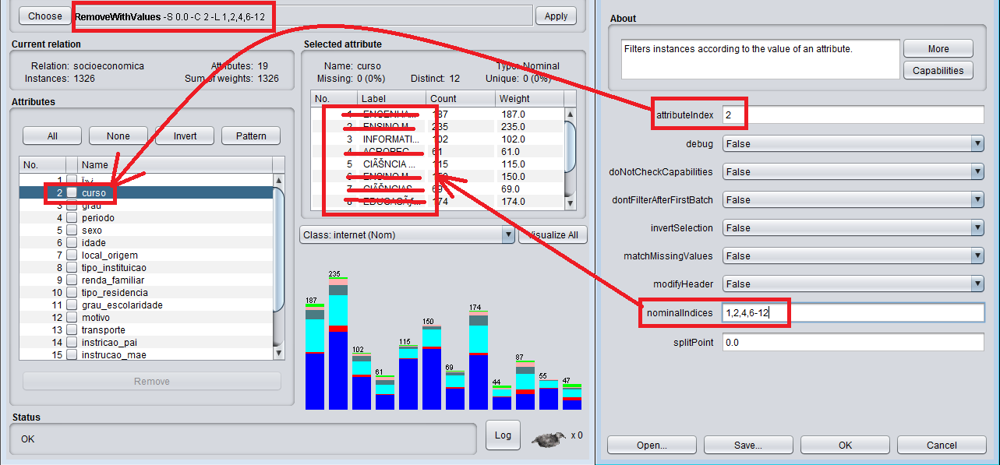 Choose RemoveWithValues -S 0.0 -C 2 -L 1,2,4,6-12 Apply
Current relation
Relation: socioeconomica Attributes: 19
Instances: 1326 Sum of weights: 1326
Attributes
All None Invert Pattern
No. Name
1 ï»¿
2 curso
3 grau
4 periodo
5 sexo
6 idade
7 local_origem
8 tipo_instituicao
9 renda_familiar
10 tipo_residencia
11 grau_escolaridade
12 motivo
13 transporte
14 instricao_pai
15 instrucao_mae
Remove
Status
OK
Log
x 0
Selected attribute
Name: curso Type: Nominal
Missing: 0 (0%) Distinct: 12 Unique: 0 (0%)
No. Label Count Weight
1 ENGENHA... 187 187.0
2 ENSINO M... 235 235.0
3 INFORMATI... 102 102.0
4 AGROPEC... 61 61.0
5 CIÃŠNCIA ... 115 115.0
6 ENSINO M... 150 150.0
7 CIÃŠNCIAS... 69 69.0
8 EDUCAÃƒ... 174 174.0
Class: internet (Nom) Visualize All
187
235
102
61
115
150
69
174
44
87
55
47
About
Filters instances according to the value of an attribute.
More
Capabilities
attributeIndex 2
debug False
doNotCheckCapabilities False
dontFilterAfterFirstBatch False
invertSelection False
matchMissingValues False
modifyHeader False
nominalIndices 1,2,4,6-12
splitPoint 0.0
Open... Save... OK Cancel